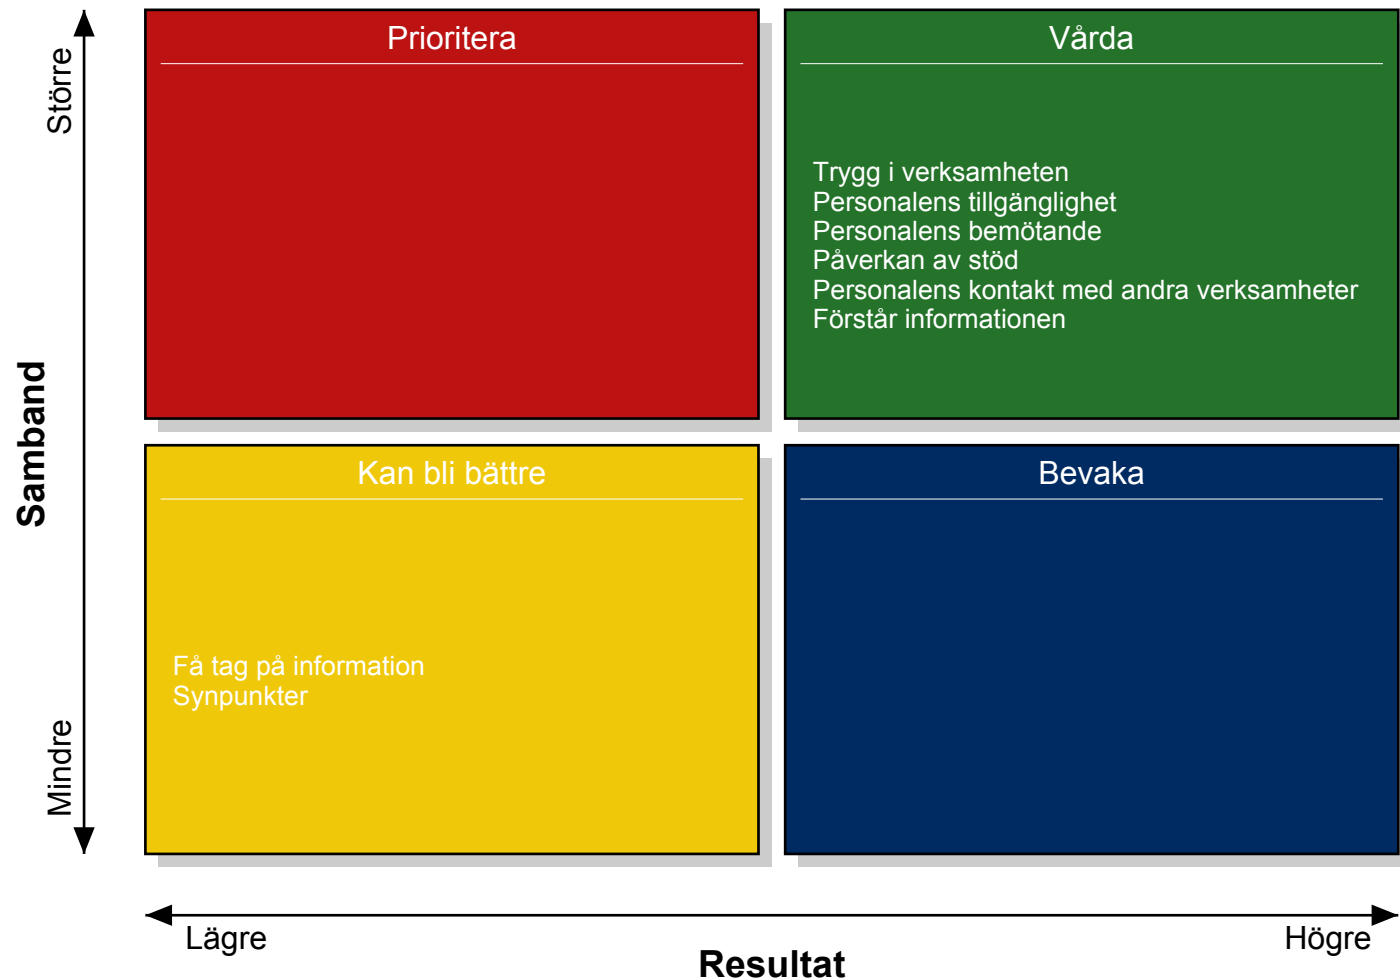 Större
Samband
Mindre
Prioritera
Vårda
Trygg i verksamheten
Personalens tillgänglighet
Personalens bemötande
Påverkan av stöd
Personalens kontakt med andra verksamheter
Förstår informationen
Kan bli bättre
Få tag på information
Synpunkter
Bevaka
Lägre
Högre
Resultat